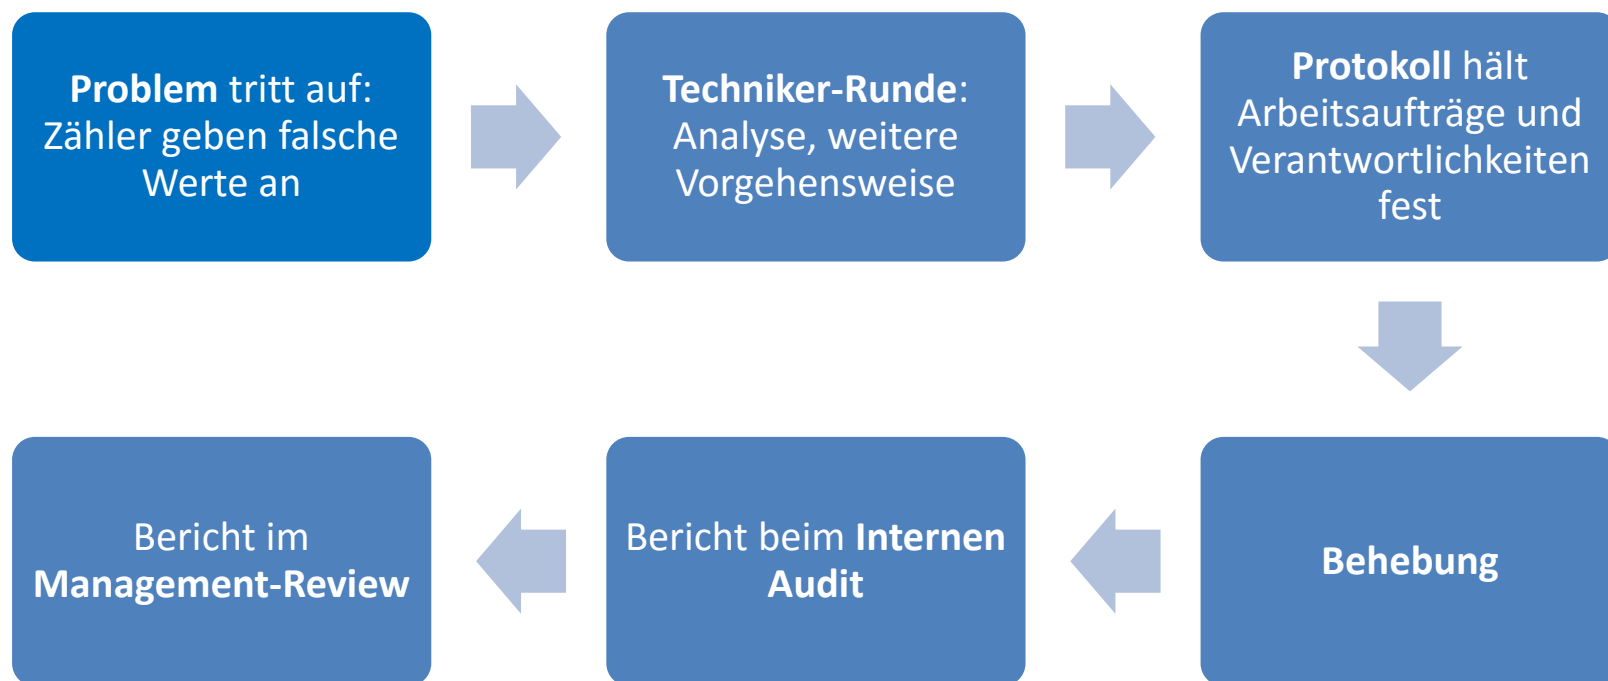 Problem tritt auf:
Zähler geben falsche
Werte an
Techniker-Runde:
Analyse, weitere
Vorgehensweise
Protokoll hält
Arbeitsaufträge und
Verantwortlichkeiten
fest
Behebung
Bericht beim Internen
Audit
Bericht im
Management-Review